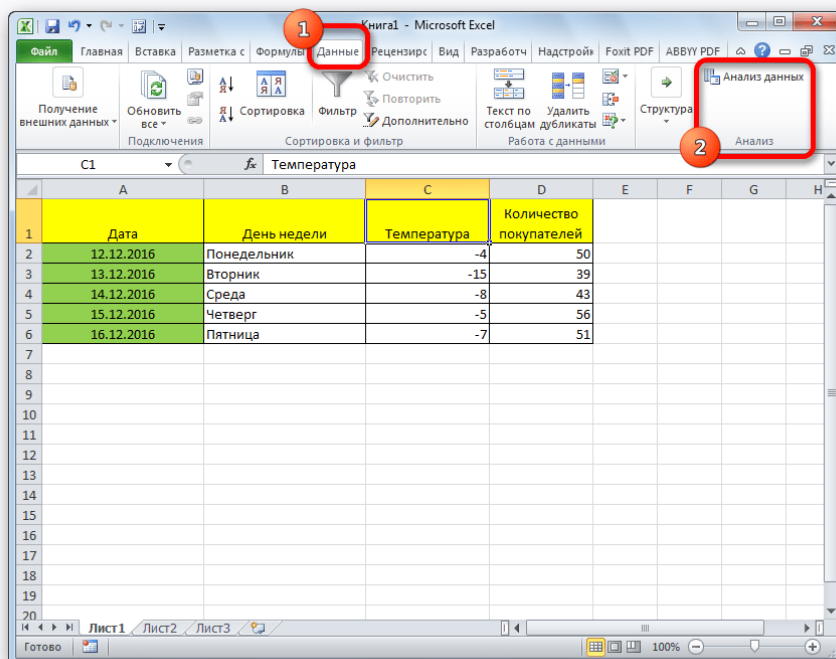 1
Книга1 - Microsoft Excel
Файл Главная Вставка Разметка с Формулы Данные Рецензирс Вид Разработч Надстройк Foxit PDF ABBYY PDF
Получение внешних данных
Обновить все
Подключения
Сортировка
Фильтр
Очистить
Повторить
Дополнительно
Сортировка и фильтр
Текст по столбцам
Удалить дубликаты
Работа с данными
Структура
Анализ данных
Анализ
2
C1 fx Температура
A B C D E F G H
1 Дата День недели Температура Количество покупателей
2 12.12.2016 Понедельник -4 50
3 13.12.2016 Вторник -15 39
4 14.12.2016 Среда -8 43
5 15.12.2016 Четверг -5 56
6 16.12.2016 Пятница -7 51
7
8
9
10
11
12
13
14
15
16
17
18
19
20
Лист1 Лист2 Лист3
Готово 100%